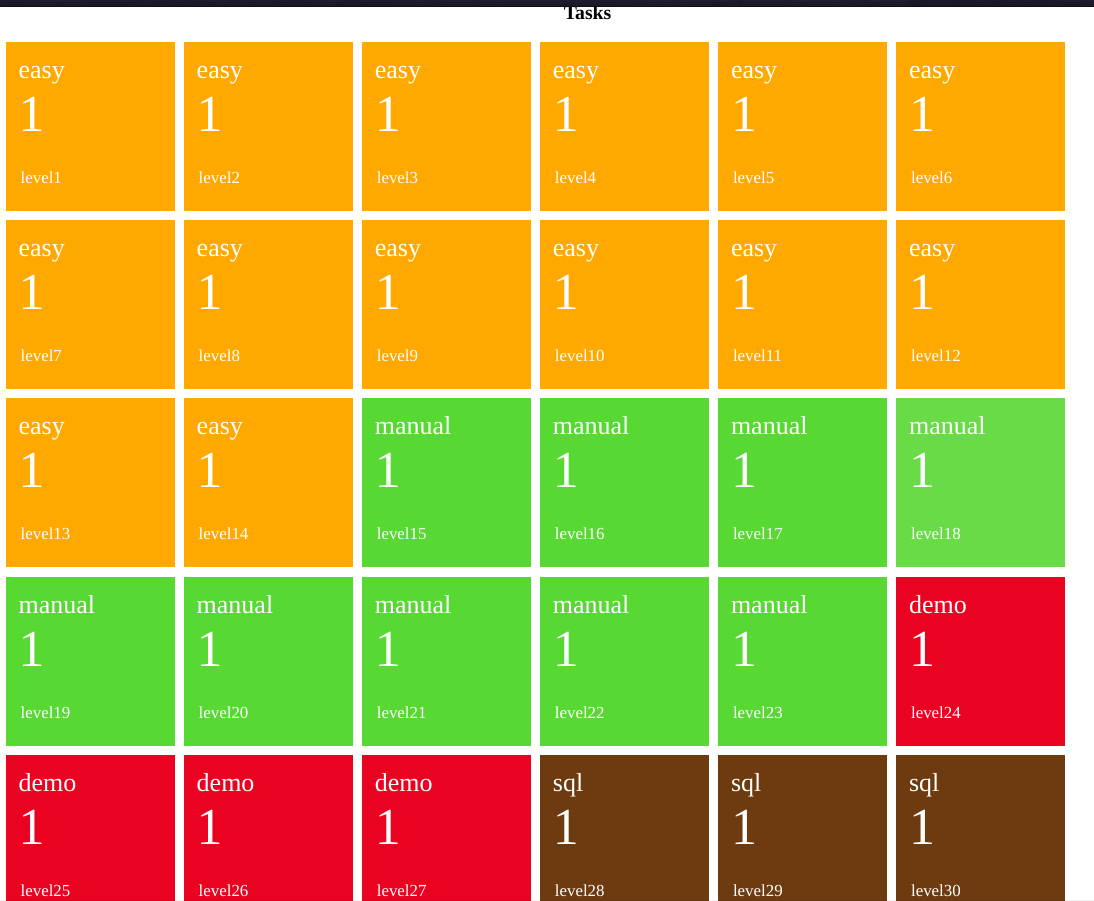 Tasks
easy easy easy easy easy easy
1 1 1 1 1 1
level1 level2 level3 level4 level5 level6
easy easy easy easy easy easy
1 1 1 1 1 1
level7 level8 level9 level10 level11 level12
easy easy manual manual manual manual
1 1 1 1 1 1
level13 level14 level15 level16 level17 level18
manual manual manual manual manual demo
1 1 1 1 1 1
level19 level20 level21 level22 level23 level24
demo demo demo sql sql sql
1 1 1 1 1 1
level25 level26 level27 level28 level29 level30